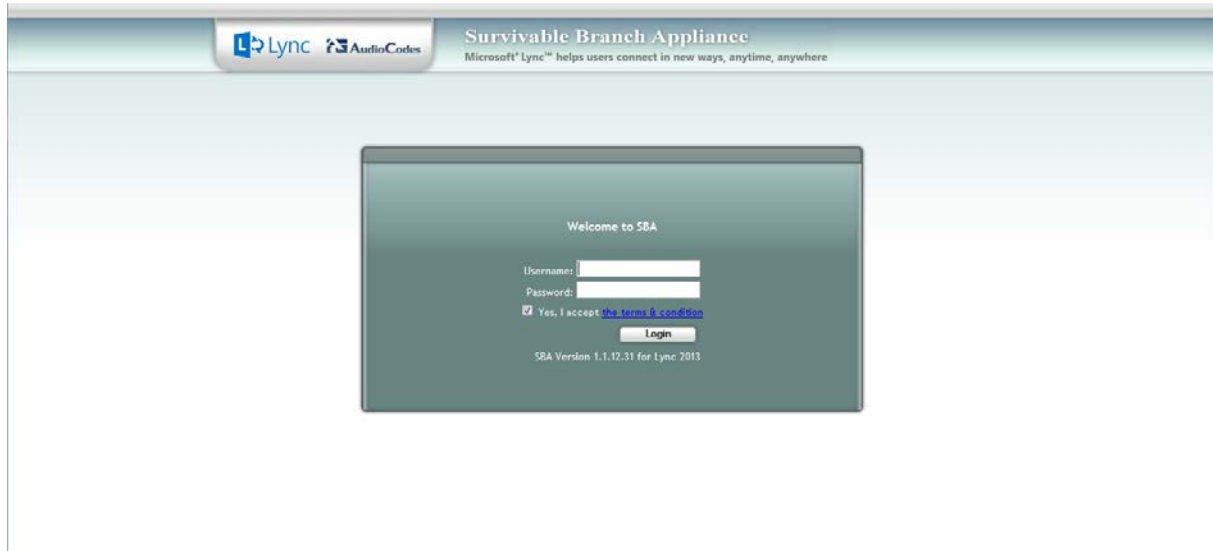 Lync AudioCodes
Survivable Branch Appliance
Microsoft® Lync™ helps users connect in new ways, anytime, anywhere
Welcome to SBA
Username:
Password:
Yes, I accept the terms & condition
Login
SBA Version 1.1.12.31 for Lync 2013